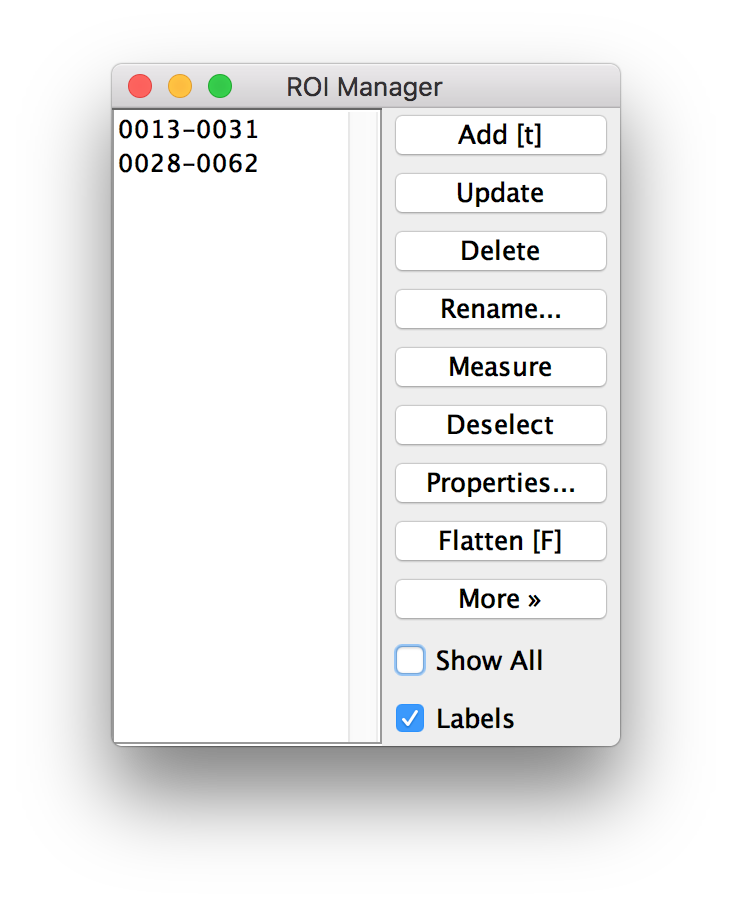 ROI Manager
0013-0031
0028-0062
Add [t]
Update
Delete
Rename...
Measure
Deselect
Properties...
Flatten [F]
More »
Show All
Labels